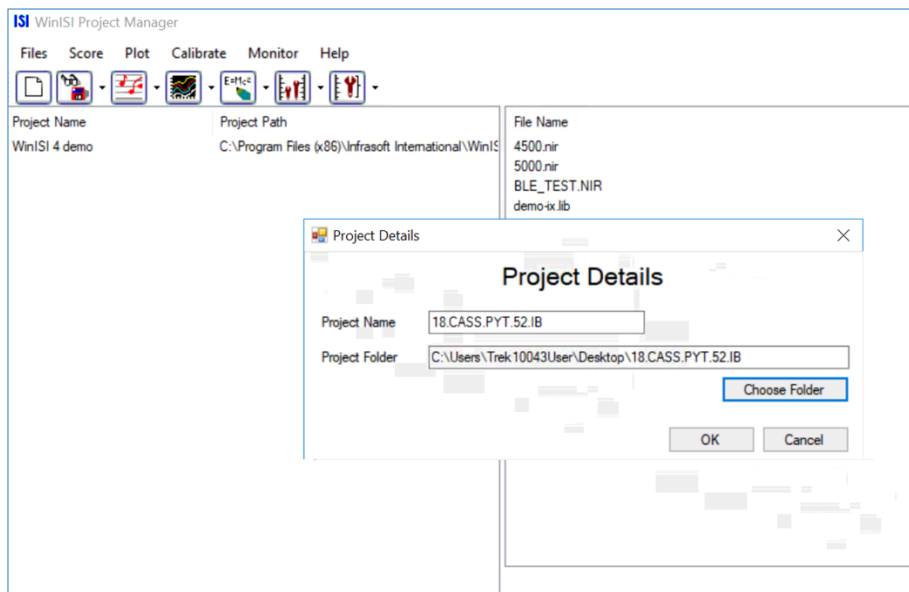 ISI WinISI Project Manager
Files Score Plot Calibrate Monitor Help
E=Mc²
Project Name Project Path File Name
WinISI 4 demo C:\Program Files (x86)\Infrasoft International\WinIS 4500.nir
5000.nir
BLE_TEST.NIR
demo-ix.lib
Project Details
Project Details
Project Name 18.CASS.PYT.52.IB
Project Folder C:\Users\Trek10043User\Desktop\18.CASS.PYT.52.IB
Choose Folder
OK Cancel